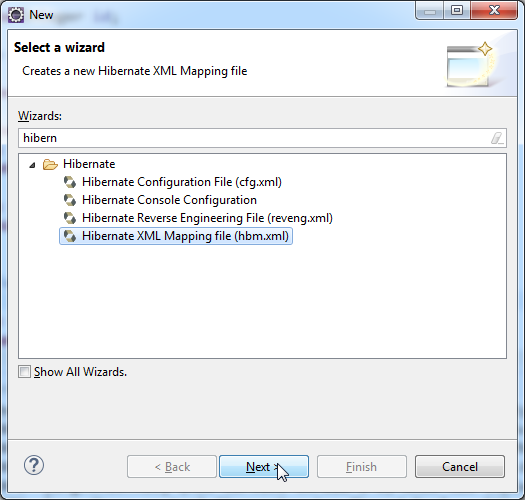 New
Select a wizard
Creates a new Hibernate XML Mapping file
Wizards:
hibern
Hibernate
Hibernate Configuration File (cfg.xml)
Hibernate Console Configuration
Hibernate Reverse Engineering File (reveng.xml)
Hibernate XML Mapping file (hbm.xml)
Show All Wizards.
? < Back Next > Finish Cancel